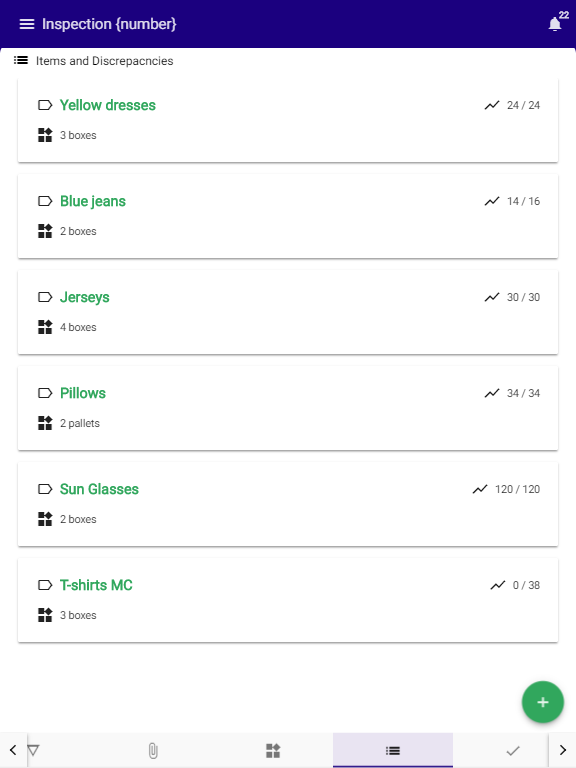 Inspection {number}
22
Items and Discrepacncies
Yellow dresses
24 / 24
3 boxes
Blue jeans
14 / 16
2 boxes
Jerseys
30 / 30
4 boxes
Pillows
34 / 34
2 pallets
Sun Glasses
120 / 120
2 boxes
T-shirts MC
0 / 38
3 boxes